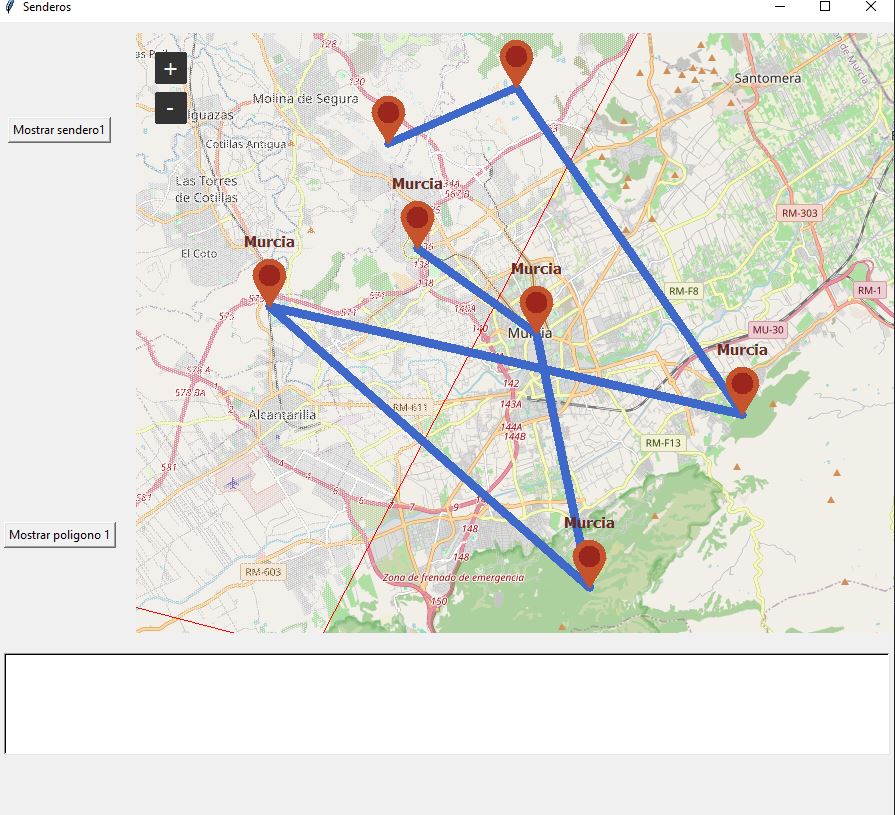 Senderos
+
-
Mostrar sendero1
Mostrar poligono 1
128
130
Santomera
Molina de Segura
Cotillas Antigua
Las Torres
de Cotillas
Murcia
RM-303
El Coto
Murcia
138
Murcia
571
RM-F8
RM-1
140
Murcia
MU-30
Murcia
578 A
578 BA
142
RM-611
143A
Alcantarilla
144A
144B
RM-F13
581
9
148
Murcia
148
RM-603
Zona de frenado de emergencia
150